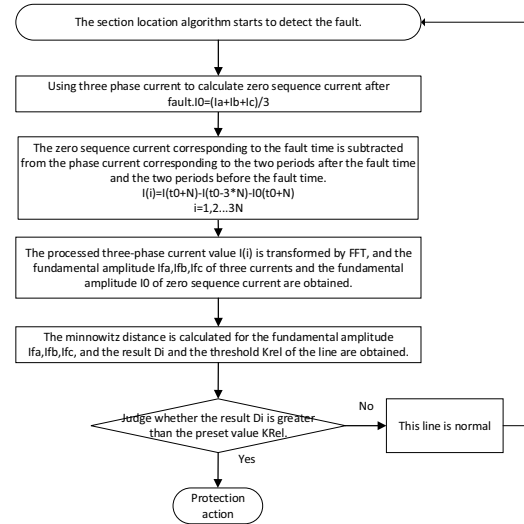 The section location algorithm starts to detect the fault.
Using three phase current to calculate zero sequence current after
fault.I0=(Ia+Ib+Ic)/3
The zero sequence current corresponding to the fault time is subtracted
from the phase current corresponding to the two periods after the fault time
and the two periods before the fault time.
I(i)=I(t0+N)-I(t0-3*N)-I0(t0+N)
i=1,2...3N
The processed three-phase current value I(i) is transformed by FFT, and the
fundamental amplitude Ifa,Ifb,Ifc of three currents and the fundamental
amplitude I0 of zero sequence current are obtained.
The minnowitz distance is calculated for the fundamental amplitude
Ifa,Ifb,Ifc, and the result Di and the threshold Krel of the line are obtained.
Judge whether the result Di is greater
than the preset value KRel.
No
This line is normal
Yes
Protection
action